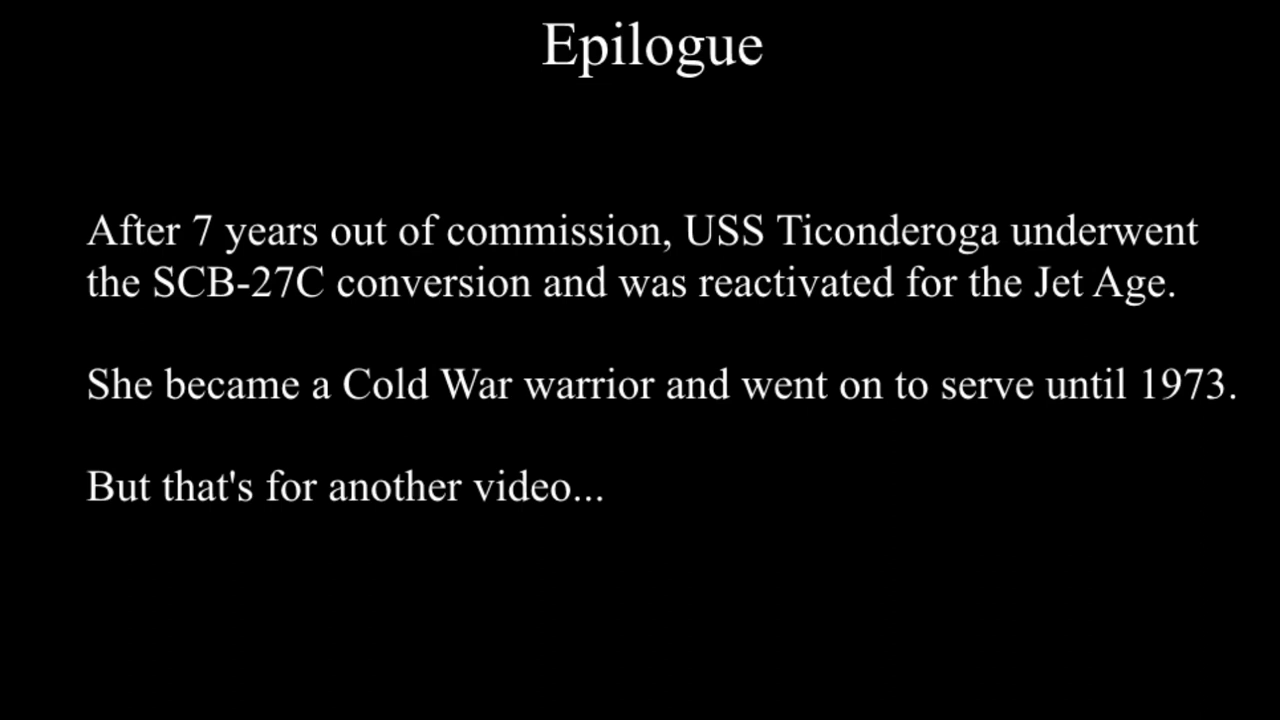 Epilogue
After 7 years out of commission, USS Ticonderoga underwent
the SCB-27C conversion and was reactivated for the Jet Age.
She became a Cold War warrior and went on to serve until 1973.
But that's for another video...